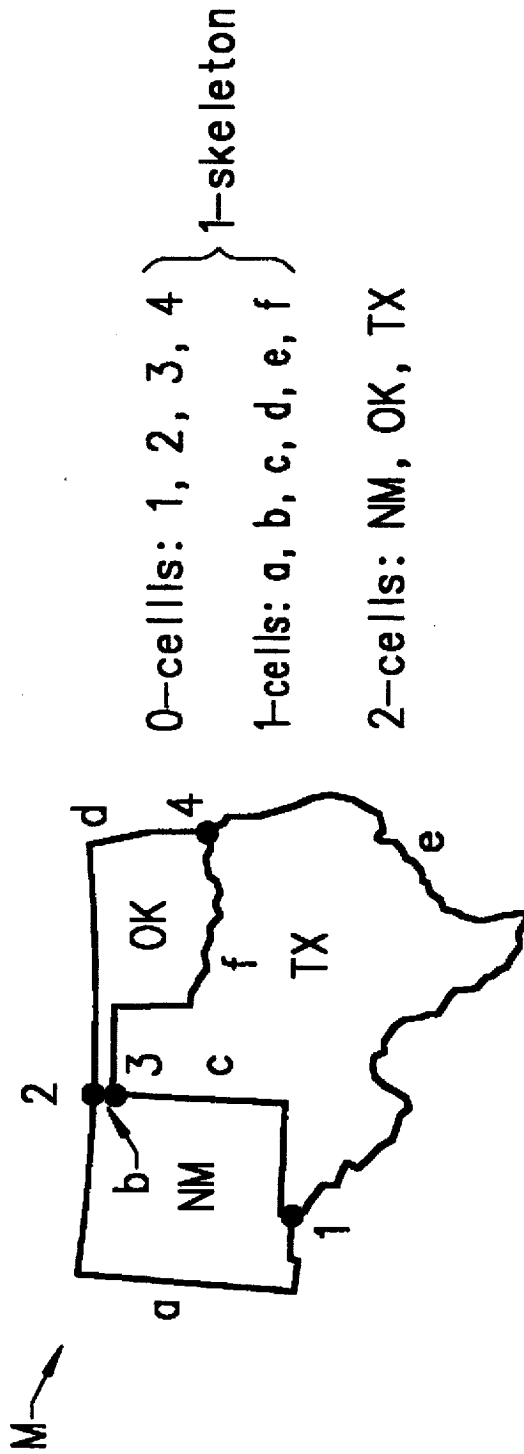 M
2
d
b
3
OK
4
a
NM
c
f
TX
1
e
0-cellls: 1, 2, 3, 4
1-cells: a, b, c, d, e, f
1-skeleton
2-cells: NM, OK, TX